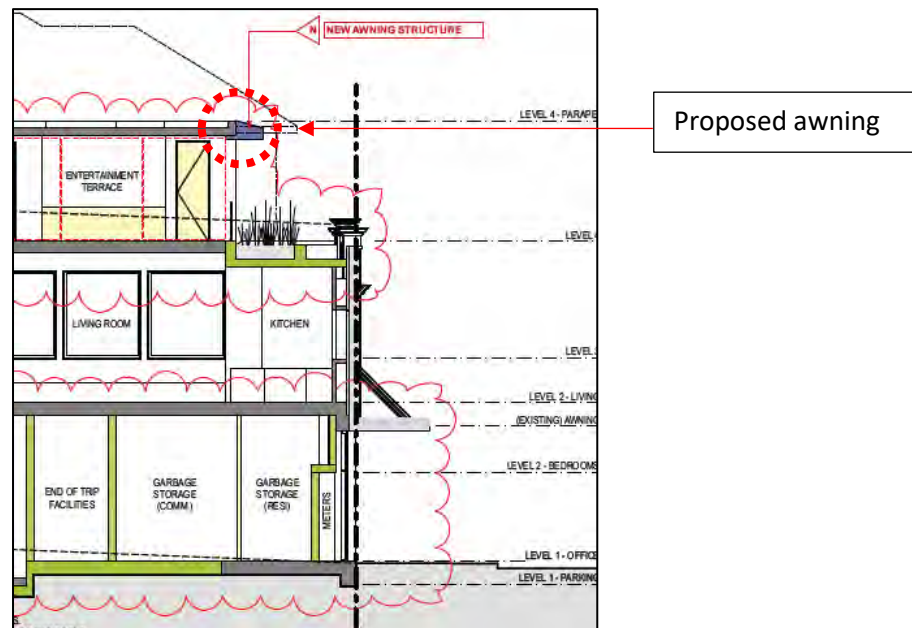 N NEW AWNING STRUCTURE
LEVEL 4 - PARAPE
Proposed awning
ENTERTAINMENT
TERRACE
LEVEL
LIVING ROOM
KITCHEN
LEVEL
LEVEL 2 - LIVING
(EXISTING) AWNING
LEVEL 2 - BEDROOMS
END OF TRIP
FACILITIES
GARBAGE
STORAGE
(COMM.)
GARBAGE
STORAGE
(RESI)
METERS
LEVEL 1 - OFFICE
LEVEL 1 - PARKING